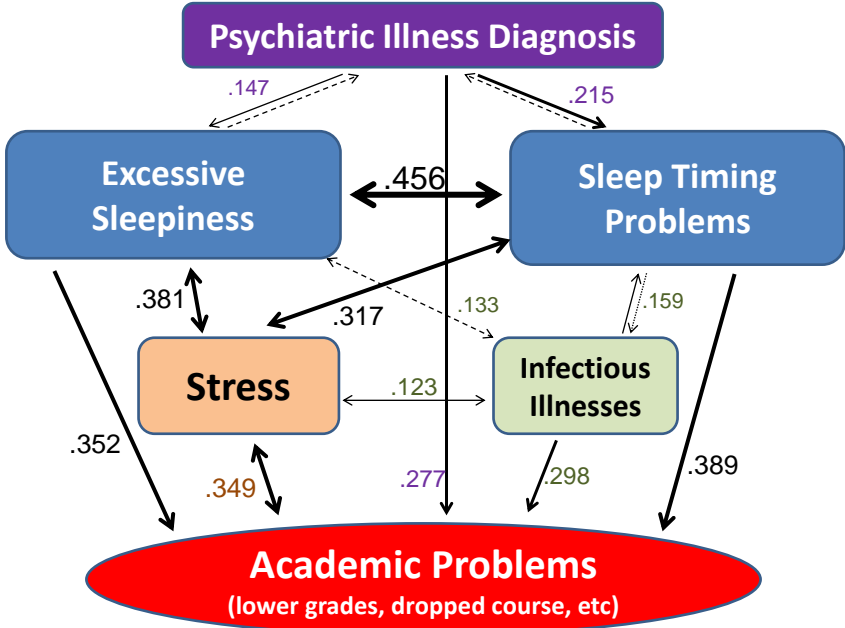 Psychiatric Illness Diagnosis
.147
.215
Excessive
Sleepiness
.456
Sleep Timing
Problems
.381
.317
.133
.159
Stress
.123
Infectious
Illnesses
.352
.349
.277
.298
.389
Academic Problems
(lower grades, dropped course, etc)